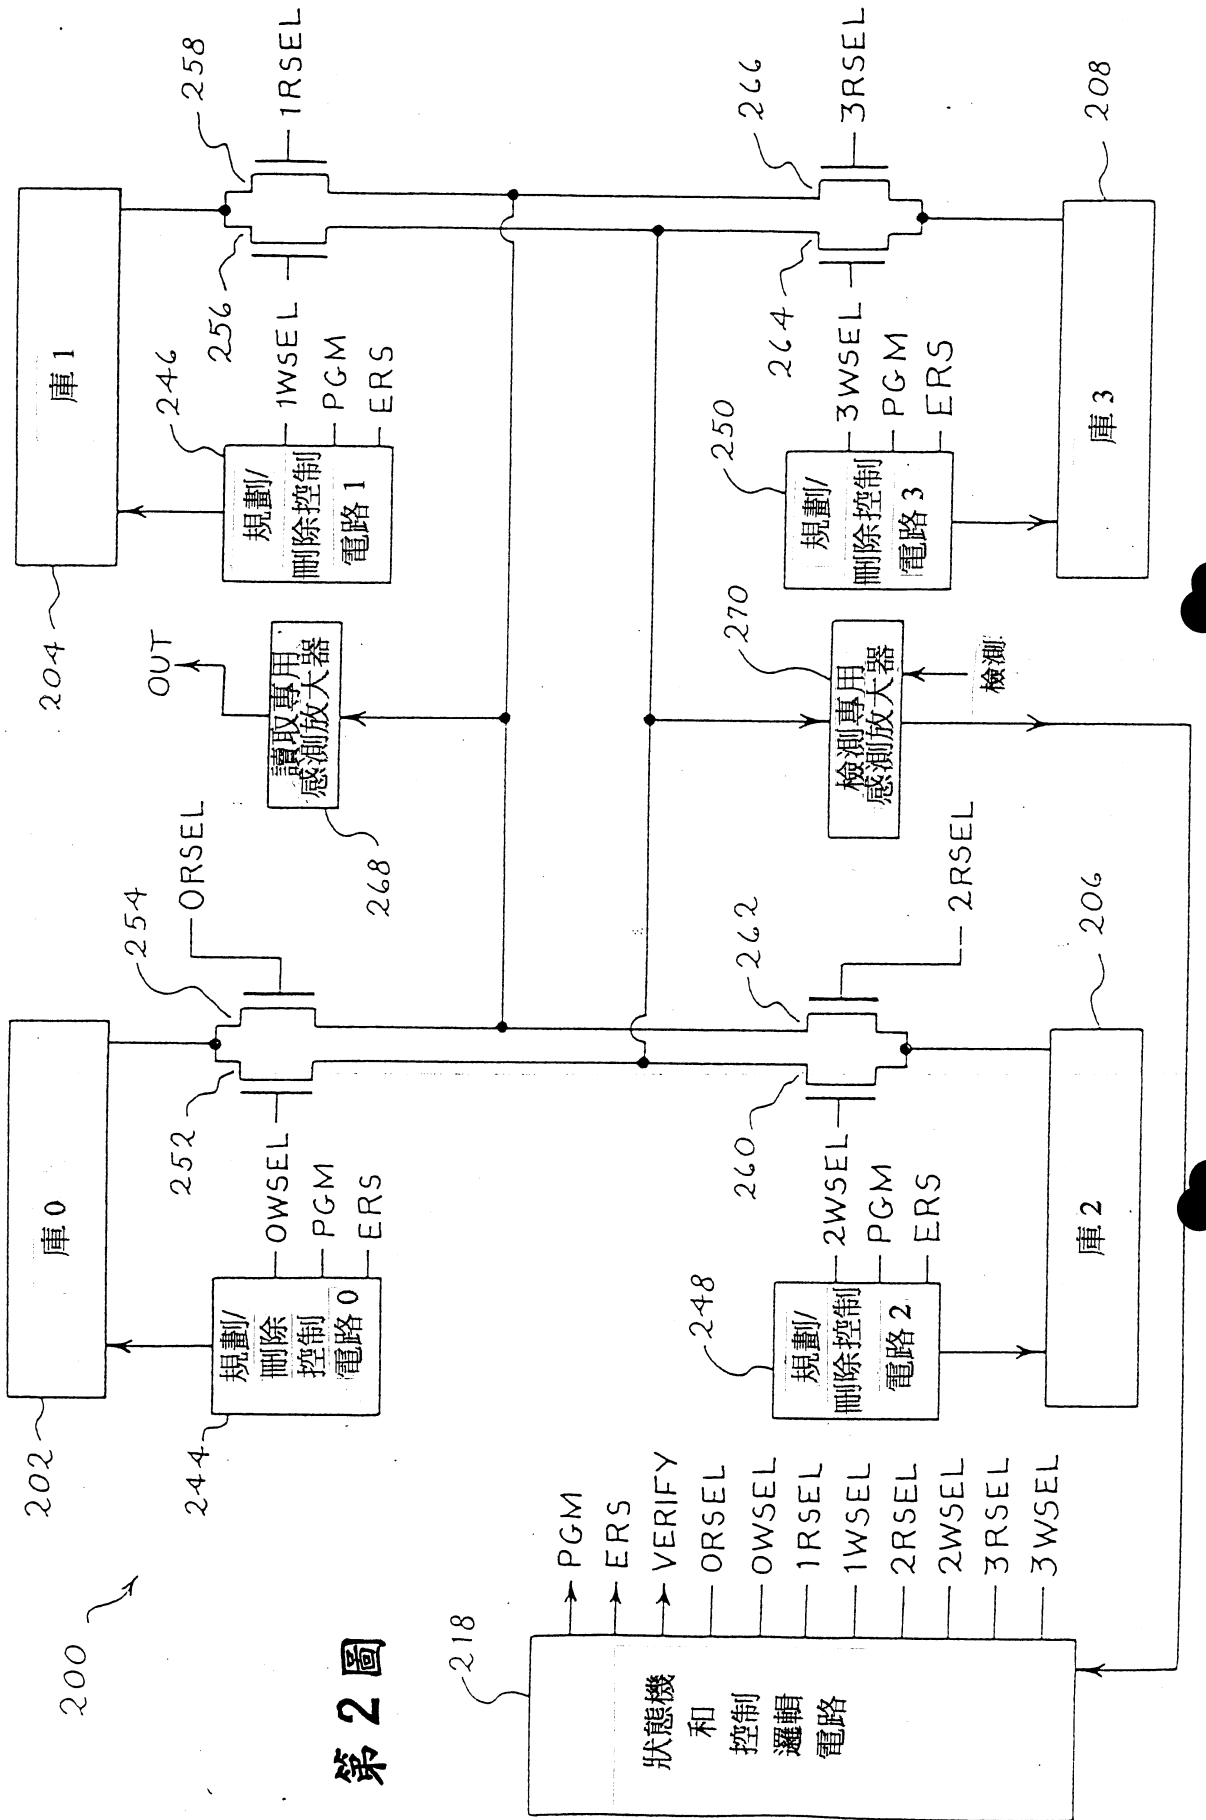 200
第 2 圖
202
庫 0
244
規劃/
刪除
控制
電路 0
0WSEL
PGM
ERS
252
254
0RSEL
204
庫 1
246
規劃/
刪除控制
電路 1
1WSEL
PGM
ERS
256
258
1RSEL
OUT
讀取專用
感測放大器
268
218
狀態機
和
控制
邏輯
電路
PGM
ERS
VERIFY
0RSEL
0WSEL
1RSEL
1WSEL
2RSEL
2WSEL
3RSEL
3WSEL
248
規劃/
刪除控制
電路 2
2WSEL
PGM
ERS
260
262
2RSEL
206
庫 2
270
檢測專用
感測放大器
檢測
250
規劃/
刪除控制
電路 3
3WSEL
PGM
ERS
264
266
3RSEL
208
庫 3